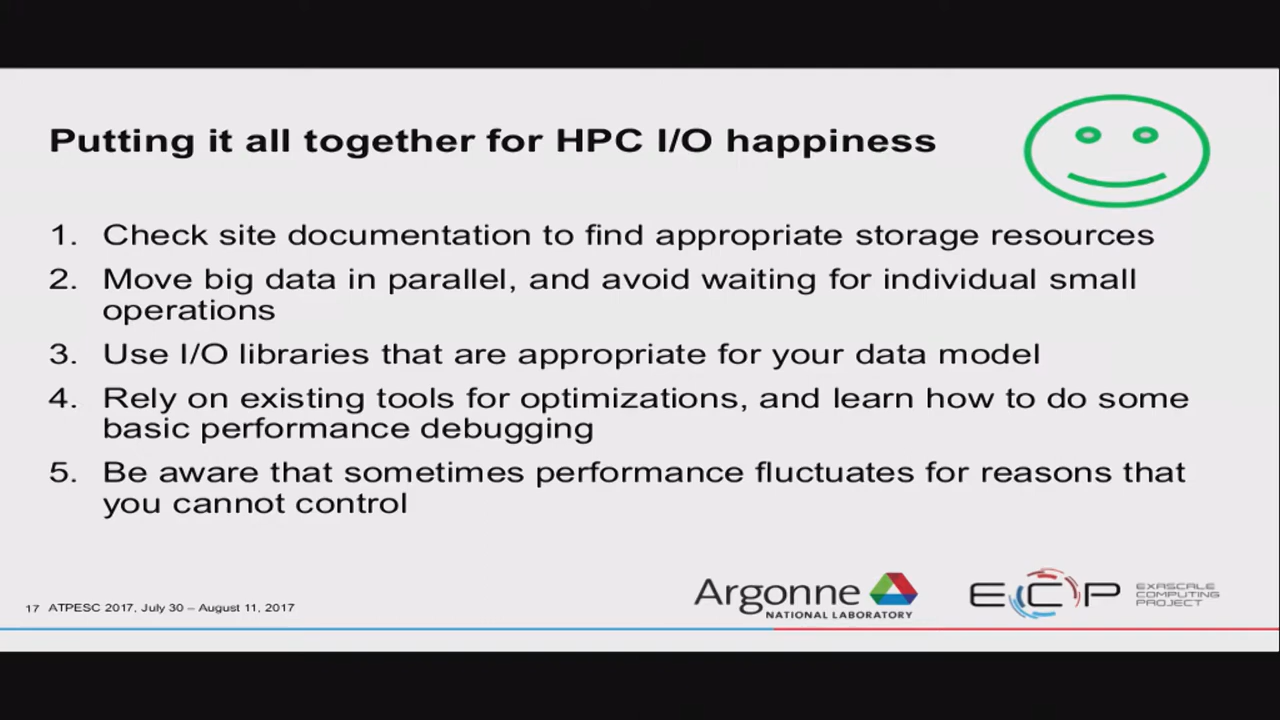 Putting it all together for HPC I/O happiness
1. Check site documentation to find appropriate storage resources
2. Move big data in parallel, and avoid waiting for individual small
operations
3. Use I/O libraries that are appropriate for your data model
4. Rely on existing tools for optimizations, and learn how to do some
basic performance debugging
5. Be aware that sometimes performance fluctuates for reasons that
you cannot control
17 ATPESC 2017, July 30 – August 11, 2017
Argonne
NATIONAL LABORATORY
ECP
EXASCALE
COMPUTING
PROJECT